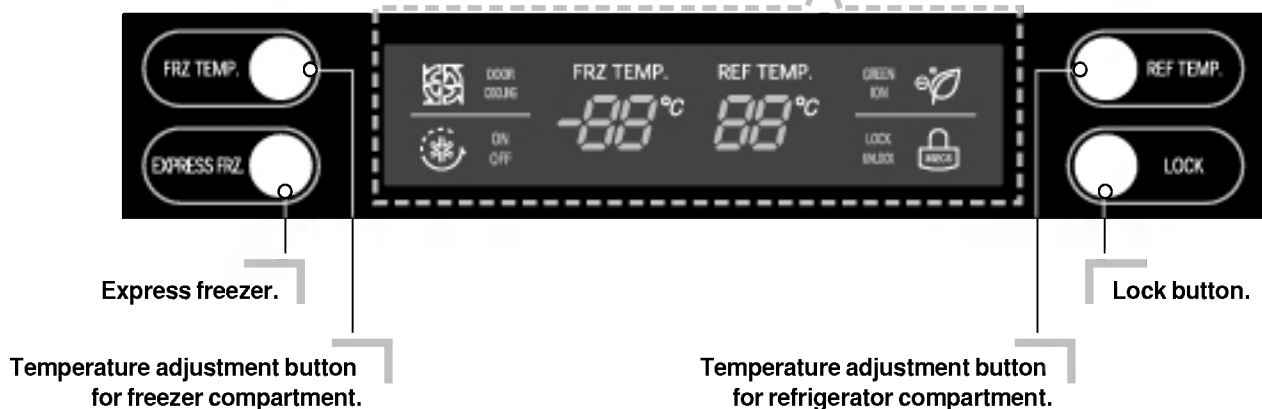 FRZ TEMP.
EXPRESS FRZ.
DOOR
COOLING
ON
OFF
FRZ TEMP.
-88°C
REF TEMP.
88°C
GREEN
ION
LOCK
UNLOCK
REF TEMP.
LOCK
Express freezer.
Lock button.
Temperature adjustment button
for freezer compartment.
Temperature adjustment button
for refrigerator compartment.